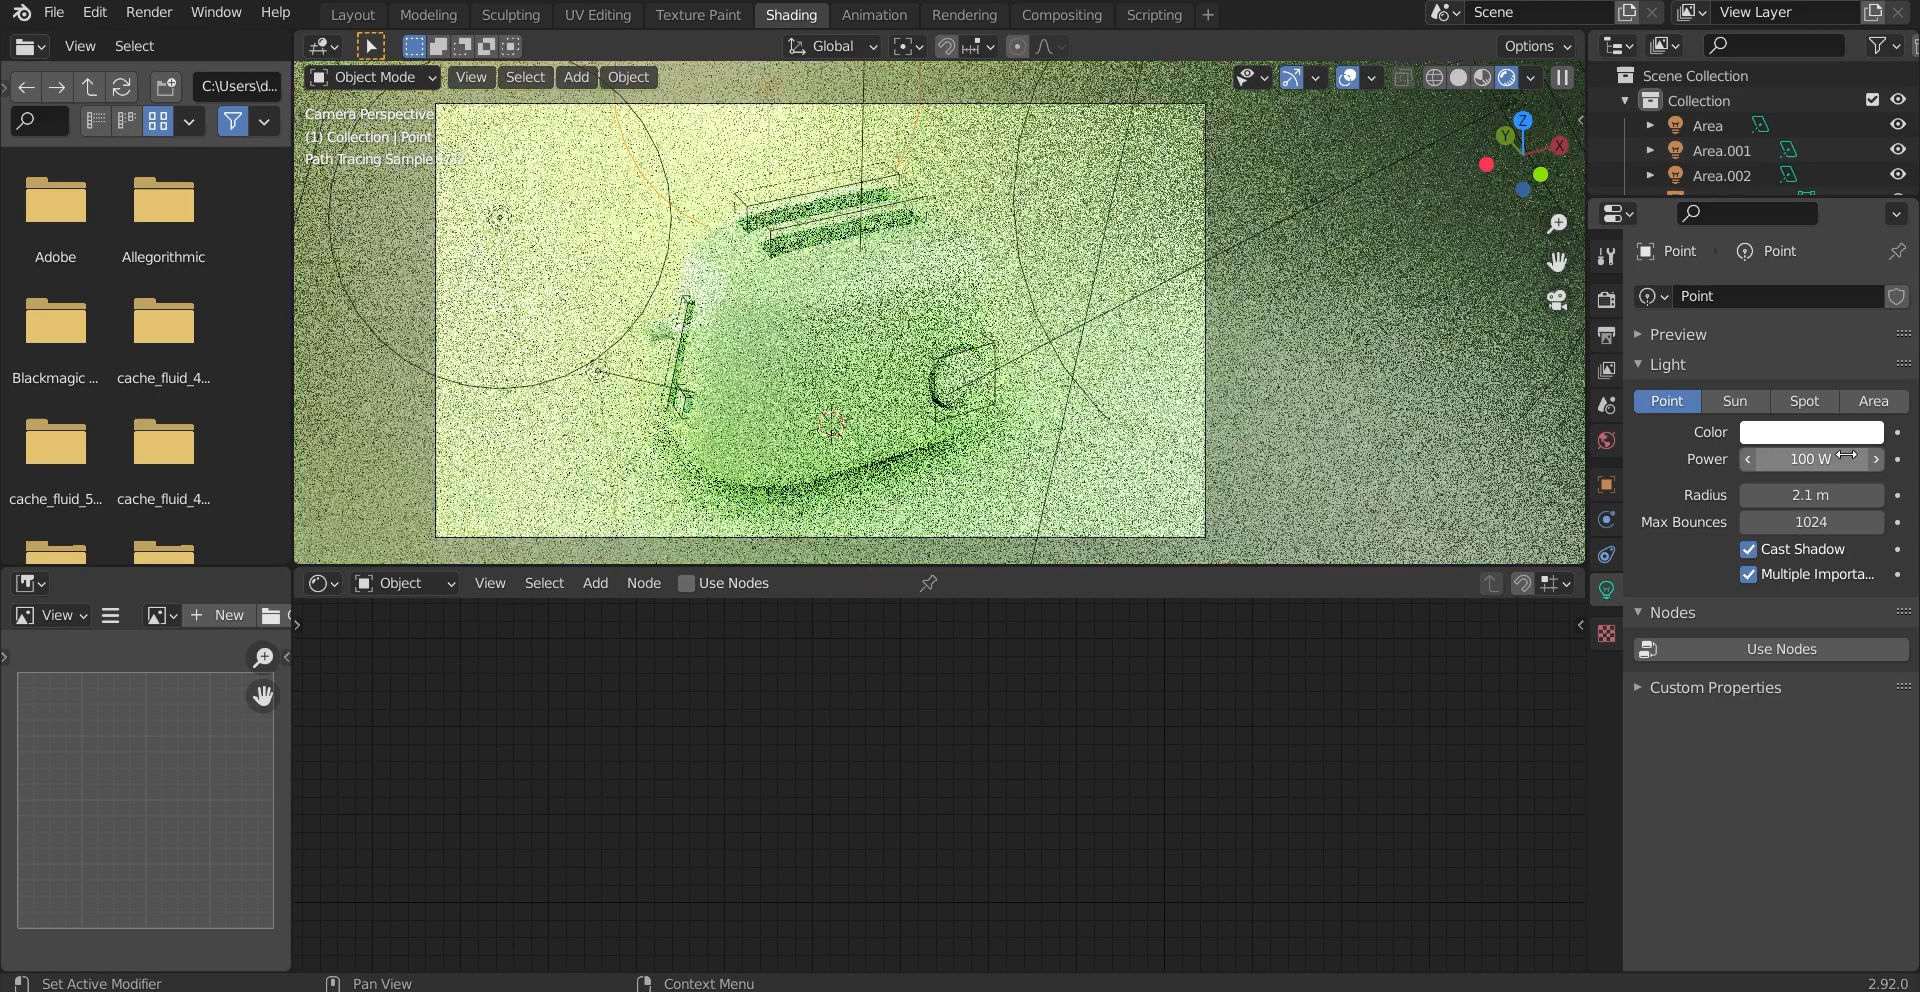 File Edit Render Window Help Layout Modeling Sculpting UV Editing Texture Paint Shading Animation Rendering Compositing Scripting + Scene View Layer
View Select Global Options
C:\Users\d...
Object Mode View Select Add Object
Camera Perspective
(1) Collection | Point
Path Tracing Sample
Z
Y
X
Scene Collection
Collection
Area
Area.001
Area.002
Adobe Allegorithmic
Blackmagic ... cache_fluid_4...
cache_fluid_5... cache_fluid_4...
Point Point
Point
Preview
Light
Point Sun Spot Area
Color
Power 100 W
Radius 2.1 m
Max Bounces 1024
Cast Shadow
Multiple Importa...
Nodes
Use Nodes
Custom Properties
Object View Select Add Node Use Nodes
View + New
Set Active Modifier Pan View Context Menu 2.92.0